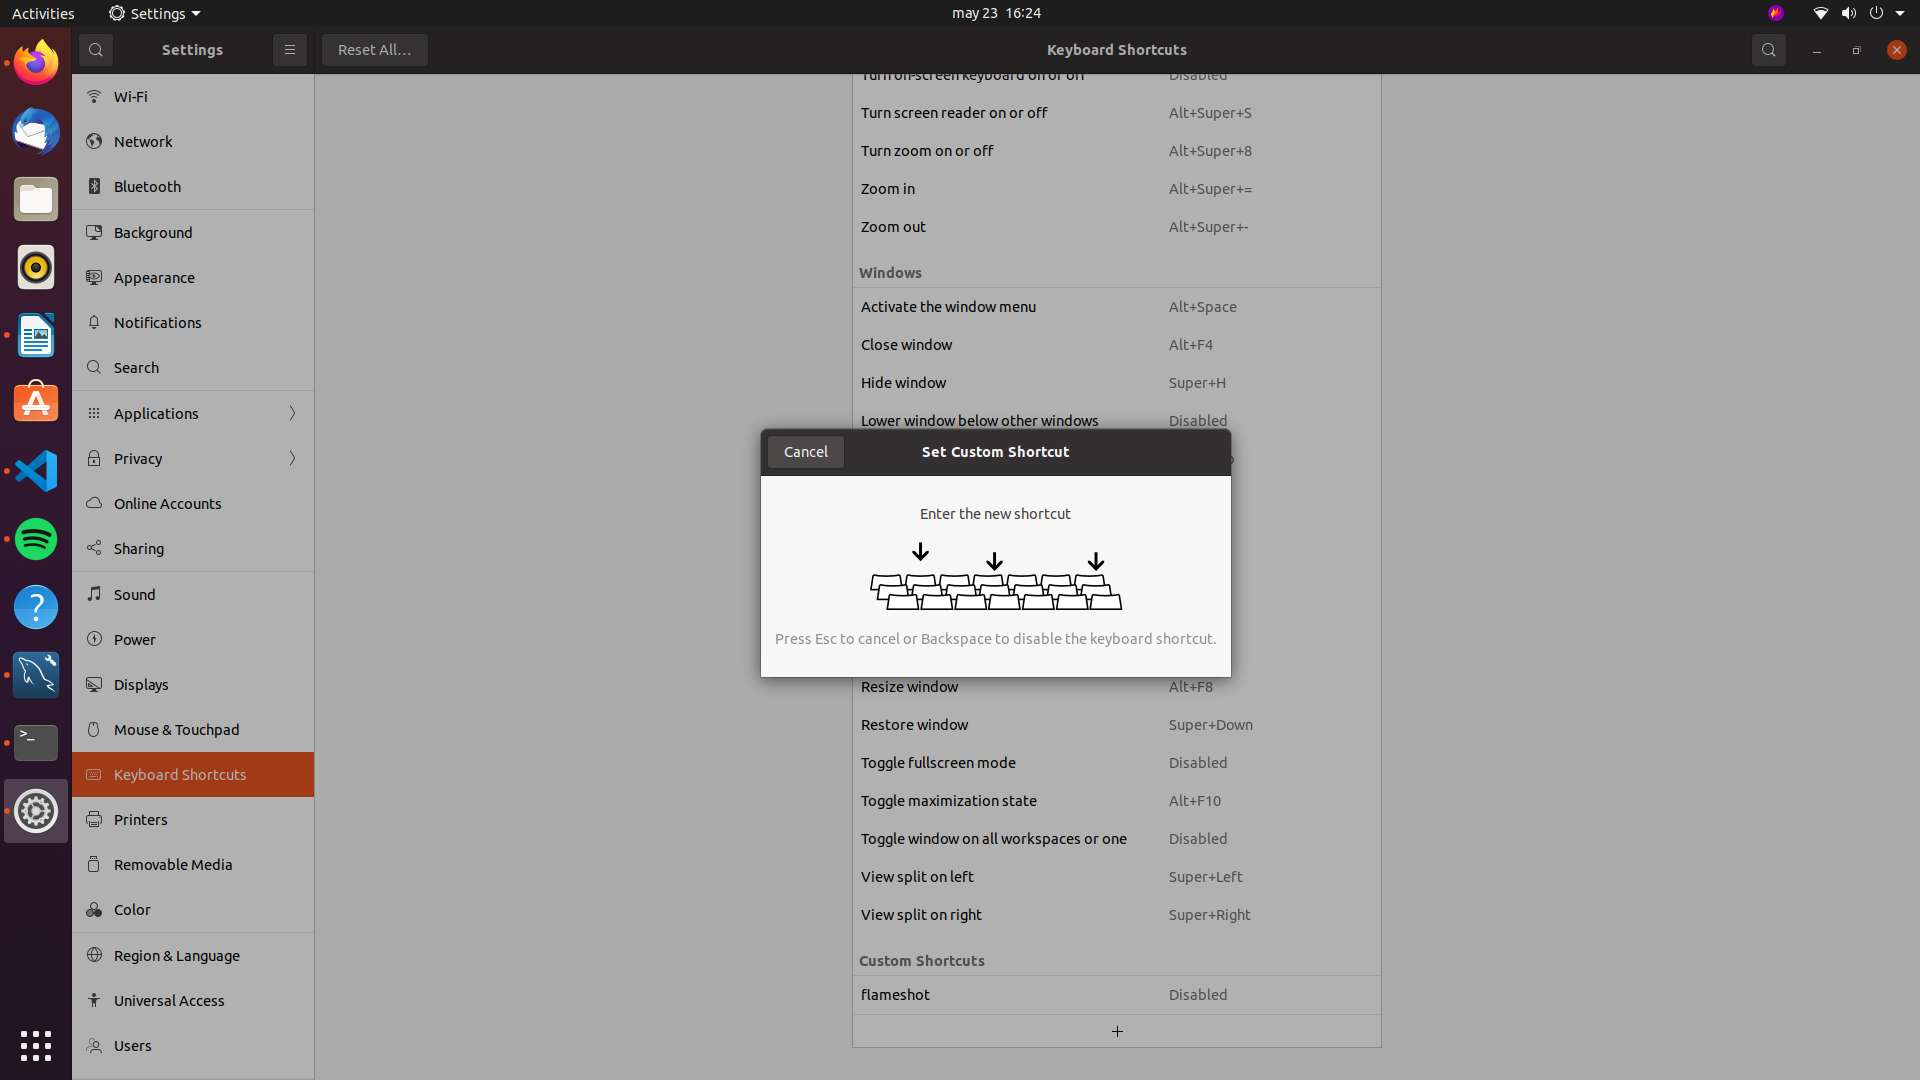 Activities
Settings
may 23 16:24
Settings
Reset All...
Keyboard Shortcuts
Wi-Fi
Network
Bluetooth
Background
Appearance
Notifications
Search
Applications
Privacy
Online Accounts
Sharing
Sound
Power
Displays
Mouse & Touchpad
Keyboard Shortcuts
Printers
Removable Media
Color
Region & Language
Universal Access
Users
Turn on-screen keyboard on or off Disabled
Turn screen reader on or off Alt+Super+S
Turn zoom on or off Alt+Super+8
Zoom in Alt+Super+=
Zoom out Alt+Super+-
Windows
Activate the window menu Alt+Space
Close window Alt+F4
Hide window Super+H
Lower window below other windows Disabled
Cancel
Set Custom Shortcut
Enter the new shortcut
Press Esc to cancel or Backspace to disable the keyboard shortcut.
Resize window Alt+F8
Restore window Super+Down
Toggle fullscreen mode Disabled
Toggle maximization state Alt+F10
Toggle window on all workspaces or one Disabled
View split on left Super+Left
View split on right Super+Right
Custom Shortcuts
flameshot Disabled
+